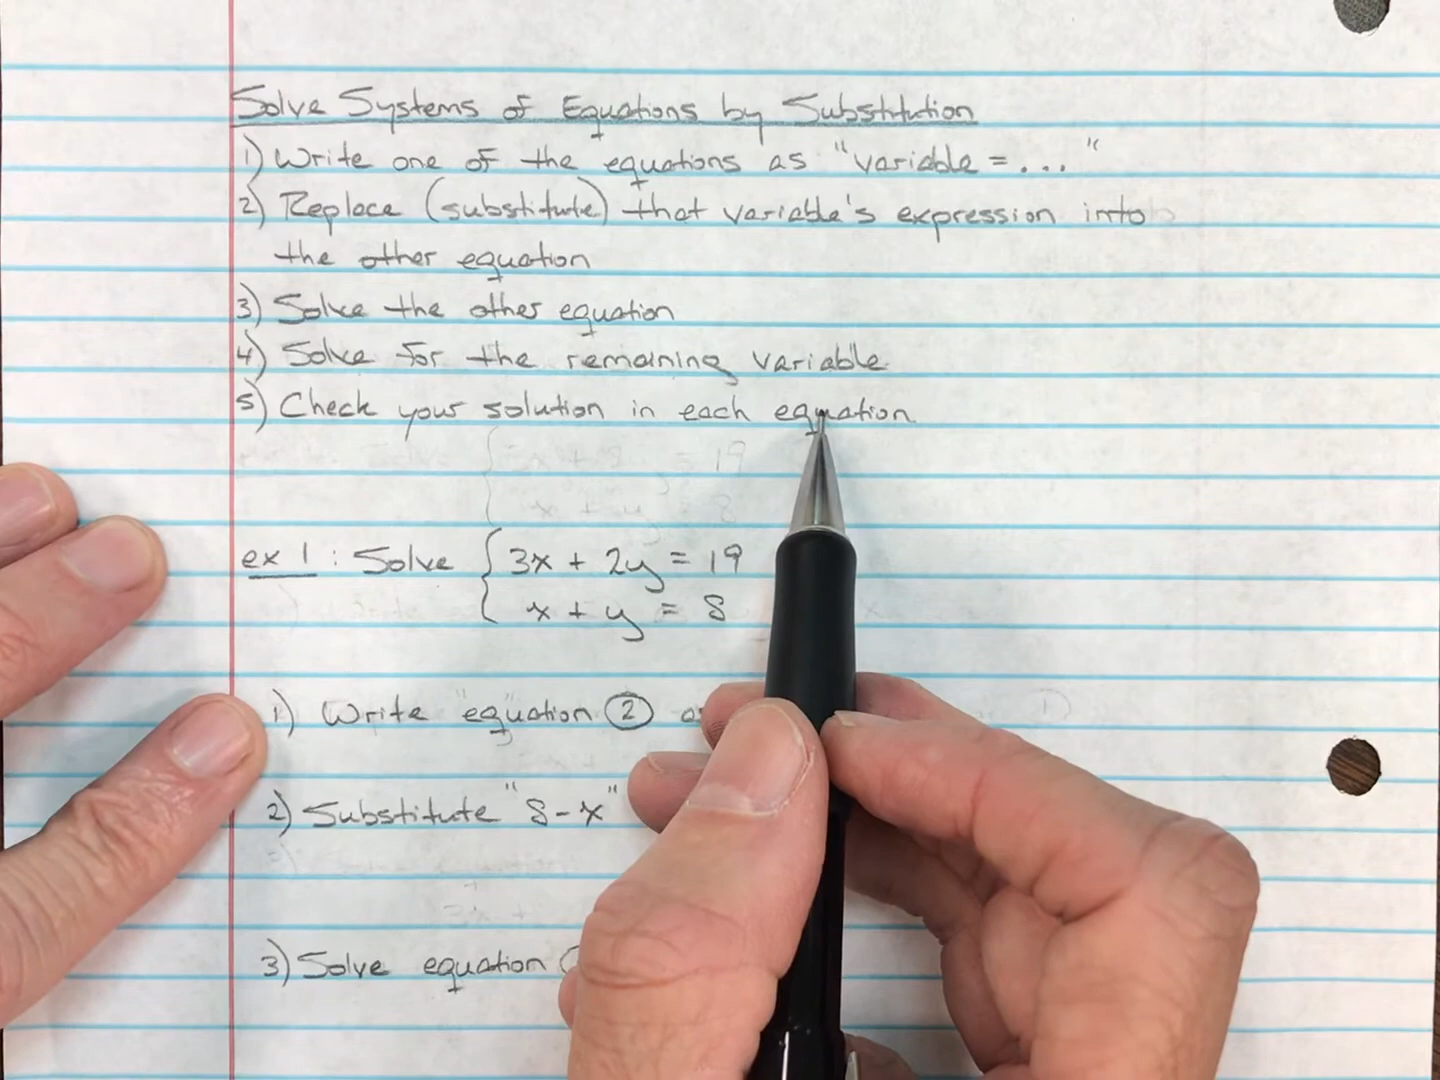 Solve Systems of Equations by Substitution
1) Write one of the equations as "variable = ... "
2) Replace (substitute) that variable's expression into
the other equation
3) Solve the other equation
4) Solve for the remaining variable
5) Check your solution in each equation
ex 1: Solve { 3x + 2y = 19
x + y = 8
1) Write "equation ②
2) Substitute "8-x"
3) Solve equation